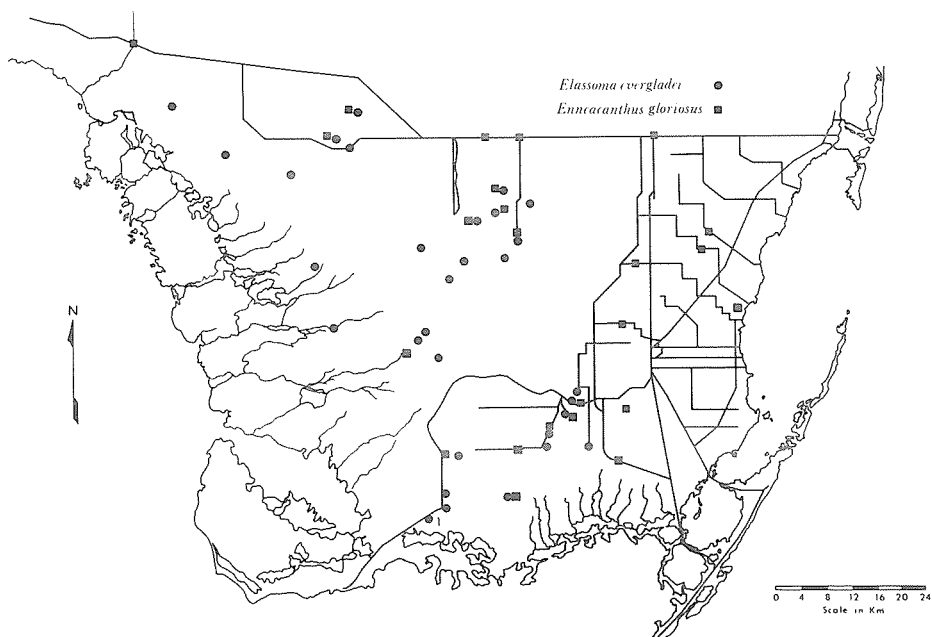 Elassoma evergladei
Enneacanthus gloriosus
N
0 4 8 12 16 20 24
Scale in Km